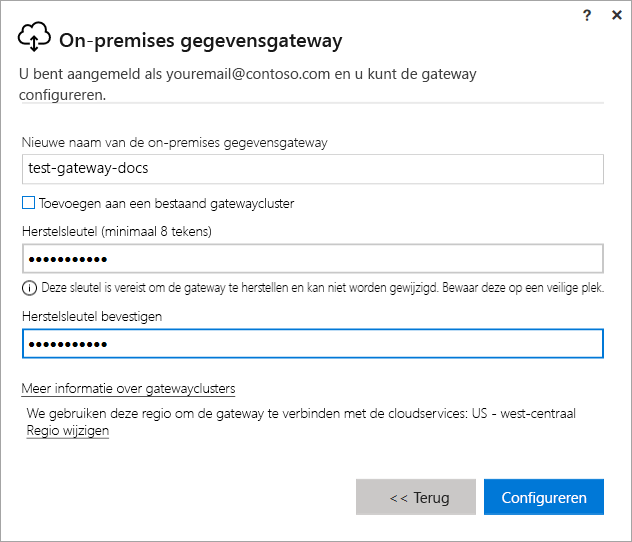 ? ×
On-premises gegevensgateway
U bent aangemeld als youremail@contoso.com en u kunt de gateway
configureren.
Nieuwe naam van de on-premises gegevensgateway
test-gateway-docs
Toevoegen aan een bestaand gatewaycluster
Herstelsleutel (minimaal 8 tekens)
●●●●●●●●●●●
Deze sleutel is vereist om de gateway te herstellen en kan niet worden gewijzigd. Bewaar deze op een veilige plek.
Herstelsleutel bevestigen
●●●●●●●●●●●
Meer informatie over gatewayclusters
We gebruiken deze regio om de gateway te verbinden met de cloudservices: US - west-centraal
Regio wijzigen
<< Terug Configureren